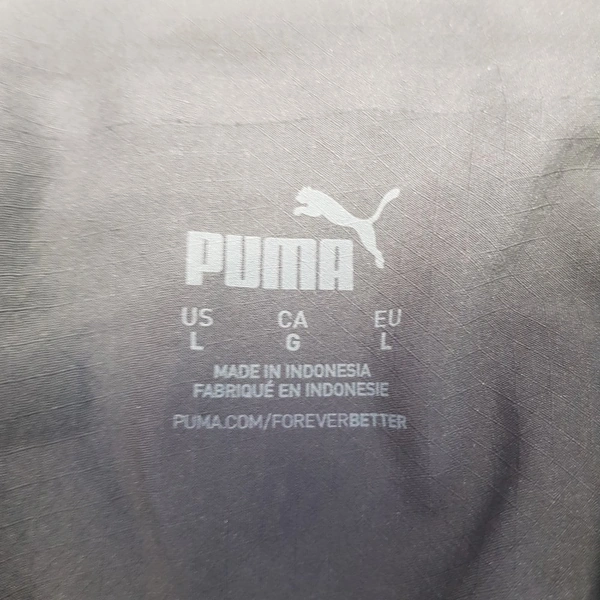 PUMA
US CA EU
L G L
MADE IN INDONESIA
FABRIQUÉ EN INDONESIE
PUMA.COM/FOREVERBETTER